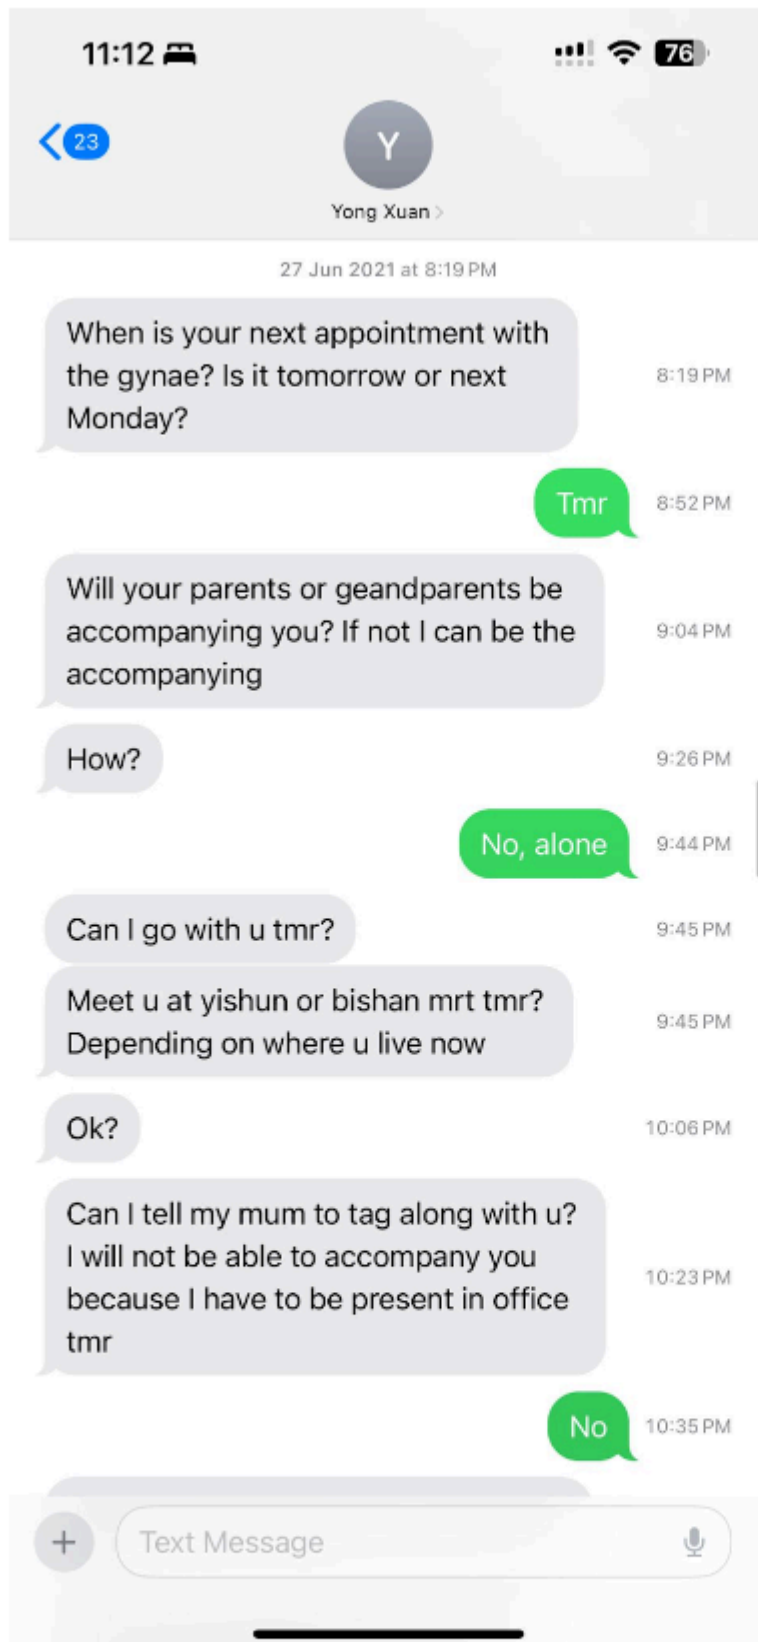 11:12
76
23
Y
Yong Xuan
27 Jun 2021 at 8:19 PM
When is your next appointment with
the gynae? Is it tomorrow or next
Monday?
8:19 PM
Tmr
8:52 PM
Will your parents or geandparents be
accompanying you? If not I can be the
accompanying
9:04 PM
How?
9:26 PM
No, alone
9:44 PM
Can I go with u tmr?
9:45 PM
Meet u at yishun or bishan mrt tmr?
Depending on where u live now
9:45 PM
Ok?
10:06 PM
Can I tell my mum to tag along with u?
I will not be able to accompany you
because I have to be present in office
tmr
10:23 PM
No
10:35 PM
Text Message